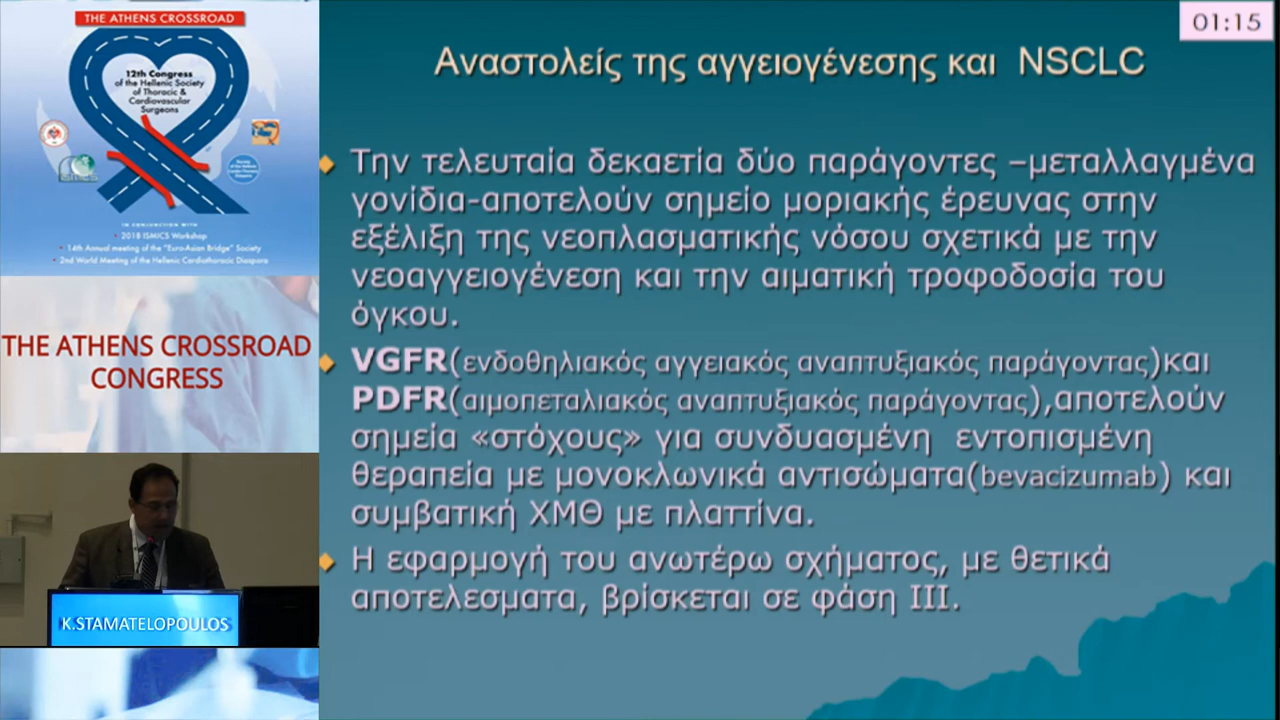 THE ATHENS CROSSROAD
12th Congress
of the Hellenic Society
of Thoracic &
Cardiovascular
Surgeons
IN CONJUNCTION WITH
• 2018 ISMICS Workshop
• 14th Annual meeting of the "Euro-Asian Bridge" Society
• 2nd World Meeting of the Hellenic Cardiothoracic Diaspora
THE ATHENS CROSSROAD
CONGRESS
K.STAMATELOPOULOS
01:15
Αναστολείς της αγγειογένεσης και NSCLC
Την τελευταία δεκαετία δύο παράγοντες –μεταλλαγμένα
γονίδια-αποτελούν σημείο μοριακής έρευνας στην
εξέλιξη της νεοπλασματικής νόσου σχετικά με την
νεοαγγειογένεση και την αιματική τροφοδοσία του
όγκου.
VGFR(ενδοθηλιακός αγγειακός αναπτυξιακός παράγοντας)και
PDFR(αιμοπεταλιακός αναπτυξιακός παράγοντας),αποτελούν
σημεία «στόχους» για συνδυασμένη εντοπισμένη
θεραπεία με μονοκλωνικά αντισώματα(bevacizumab) και
συμβατική ΧΜΘ με πλαττίνα.
Η εφαρμογή του ανωτέρω σχήματος, με θετικά
αποτελεσματα, βρίσκεται σε φάση III.